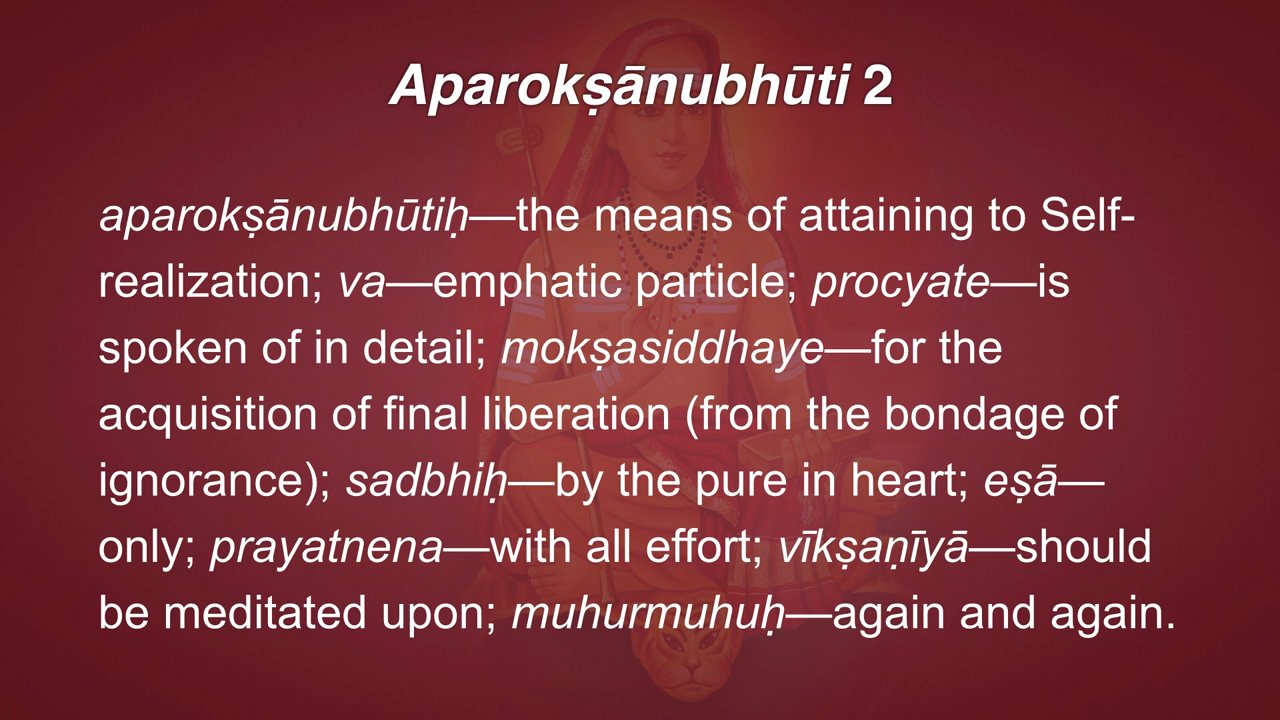 Aparokṣānubhūti 2
aparokṣānubhūtiḥ—the means of attaining to Self-
realization; va—emphatic particle; procyate—is
spoken of in detail; mokṣasiddhaye—for the
acquisition of final liberation (from the bondage of
ignorance); sadbhiḥ—by the pure in heart; eṣā—
only; prayatnena—with all effort; vīkṣaṇīyā—should
be meditated upon; muhurmuhuḥ—again and again.